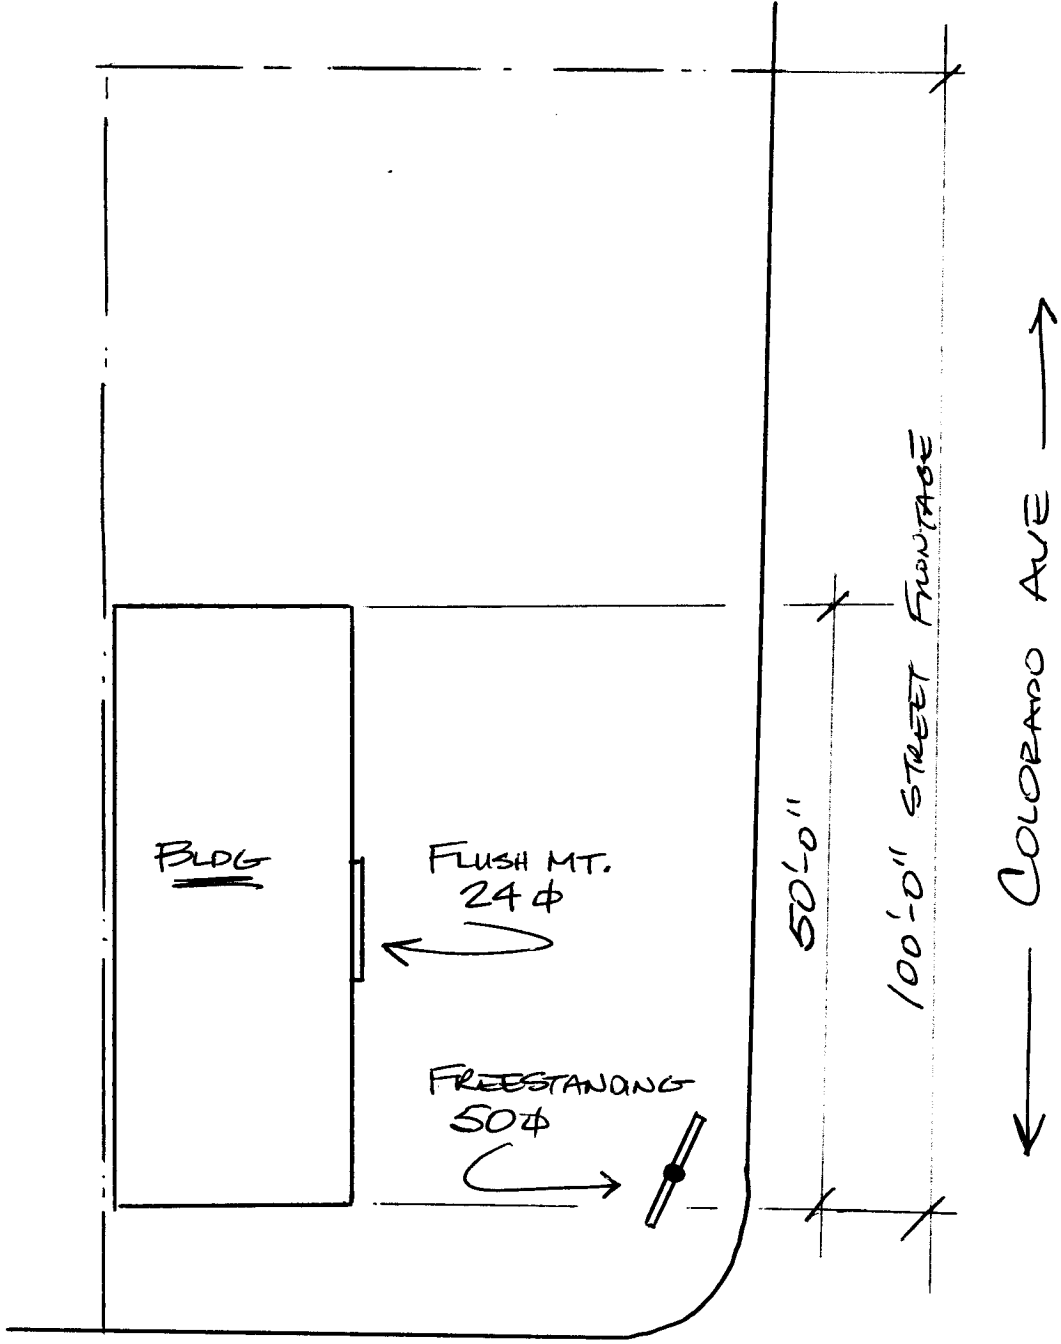 BLDG
FLUSH MT.
24 ⌀
FREESTANDING
50 ⌀
50'-0"
100'-0" STREET FRONTAGE
COLORADO AVE